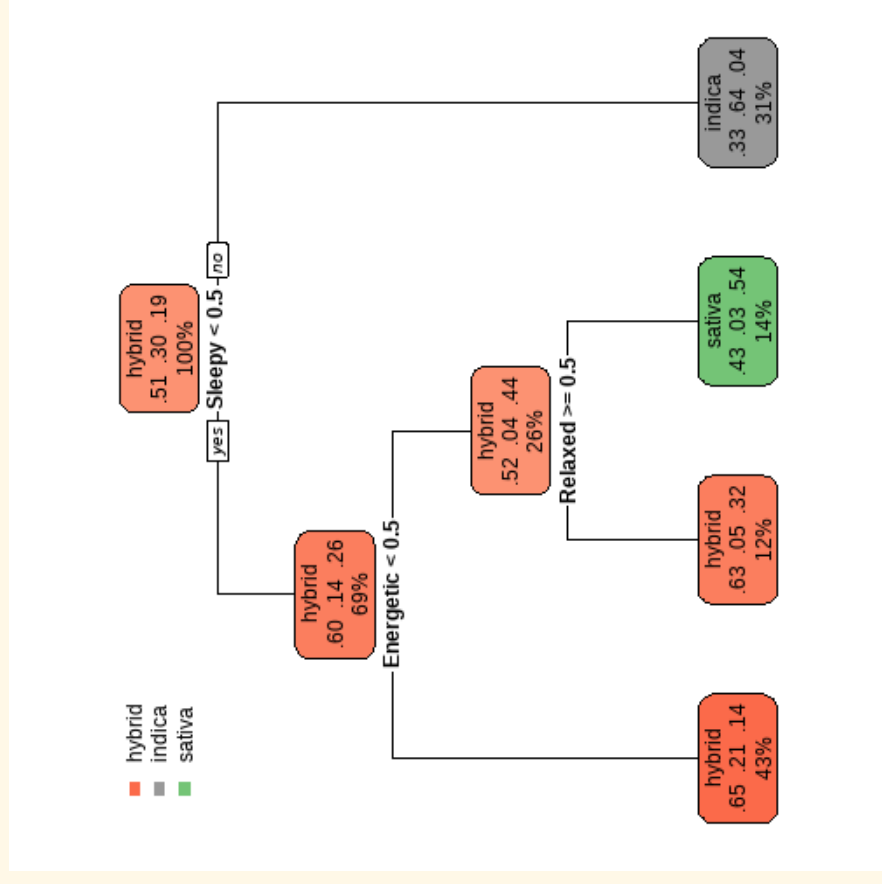 hybrid
indica
sativa
hybrid
.51 .30 .19
100%
yes
Sleepy < 0.5
no
hybrid
.60 .14 .26
69%
Energetic < 0.5
hybrid
.52 .04 .44
26%
Relaxed >= 0.5
hybrid
.65 .21 .14
43%
hybrid
.63 .05 .32
12%
sativa
.43 .03 .54
14%
indica
.33 .64 .04
31%